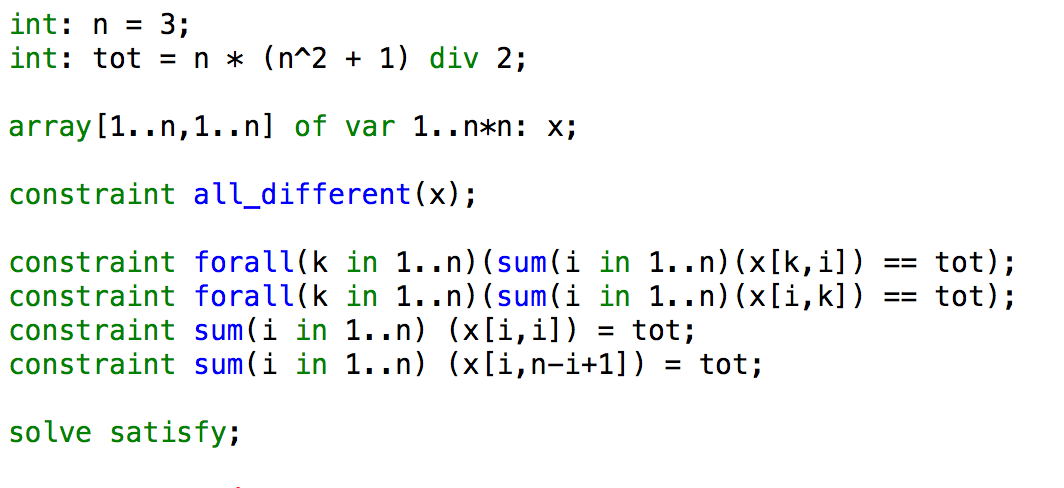 int: n = 3;
int: tot = n * (n^2 + 1) div 2;
array[1..n,1..n] of var 1..n*n: x;
constraint all_different(x);
constraint forall(k in 1..n)(sum(i in 1..n)(x[k,i]) == tot);
constraint forall(k in 1..n)(sum(i in 1..n)(x[i,k]) == tot);
constraint sum(i in 1..n) (x[i,i]) = tot;
constraint sum(i in 1..n) (x[i,n-i+1]) = tot;
solve satisfy;